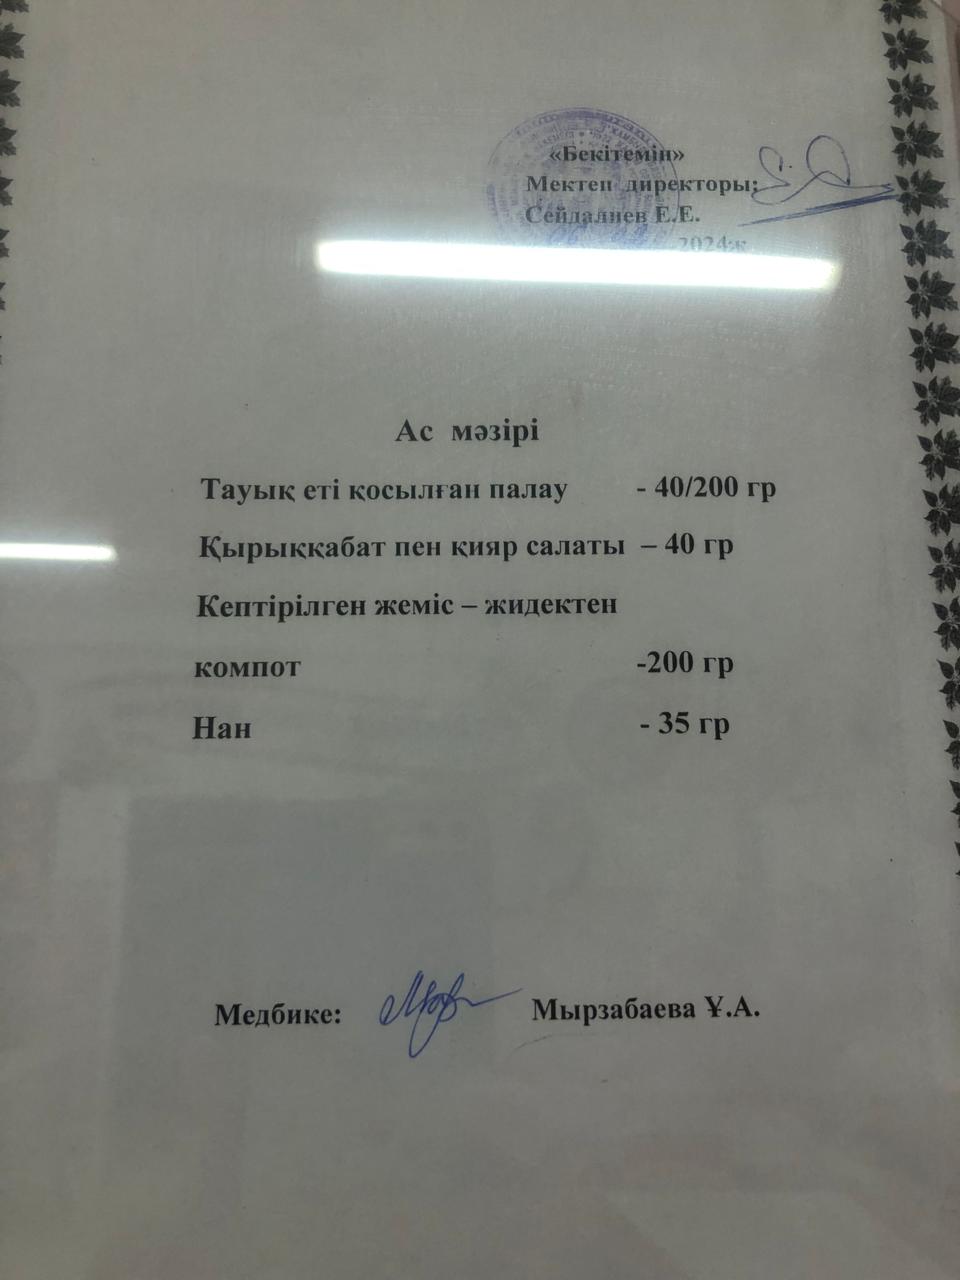 «Бекітемін»
Мектеп директоры:
Сейдалиев Е.Е.
2024ж
Ас мәзірі
Тауық еті қосылған палау - 40/200 гр
Қырыққабат пен қияр салаты – 40 гр
Кептірілген жеміс – жидектен
компот -200 гр
Нан - 35 гр
Медбике: Мырзабаева Ұ.А.